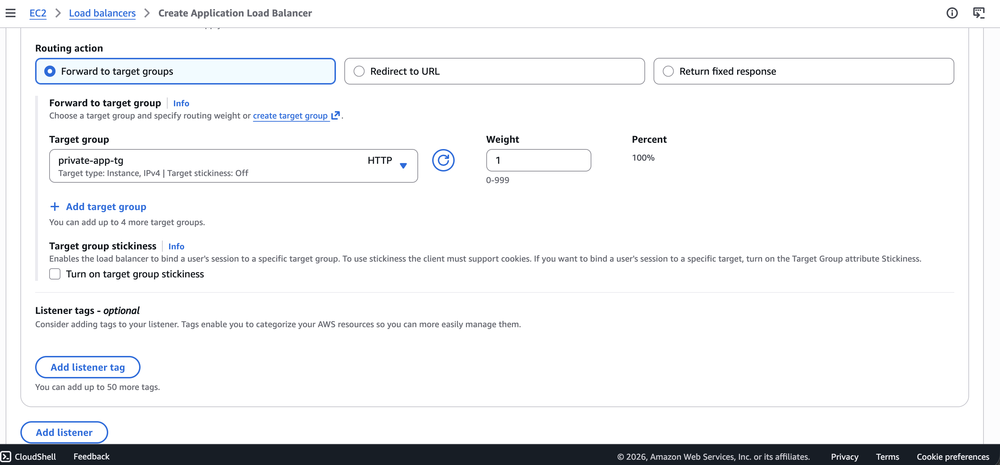 EC2 > Load balancers > Create Application Load Balancer
Routing action
Forward to target groups
Redirect to URL
Return fixed response
Forward to target group | Info
Choose a target group and specify routing weight or create target group .
Target group
Weight
Percent
private-app-tg HTTP
Target type: Instance, IPv4 | Target stickiness: Off
1
100%
0-999
+ Add target group
You can add up to 4 more target groups.
Target group stickiness | Info
Enables the load balancer to bind a user's session to a specific target group. To use stickiness the client must support cookies. If you want to bind a user's session to a specific target, turn on the Target Group attribute Stickiness.
Turn on target group stickiness
Listener tags - optional
Consider adding tags to your listener. Tags enable you to categorize your AWS resources so you can more easily manage them.
Add listener tag
You can add up to 50 more tags.
Add listener
CloudShell Feedback © 2026, Amazon Web Services, Inc. or its affiliates. Privacy Terms Cookie preferences